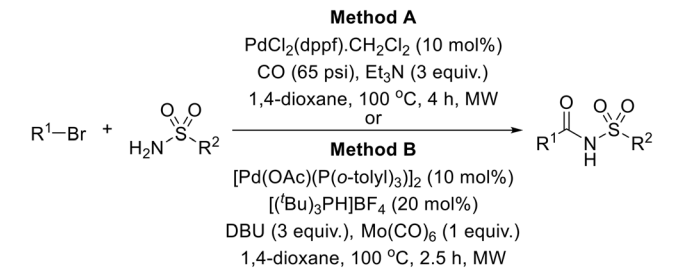 Method A
PdCl₂(dppf).CH₂Cl₂ (10 mol%)
CO (65 psi), Et₃N (3 equiv.)
1,4-dioxane, 100 ºC, 4 h, MW
or
R¹–Br + H₂N S O O R²
Method B
[Pd(OAc)(P(o-tolyl)₃)]₂ (10 mol%)
[(ᵗBu)₃PH]BF₄ (20 mol%)
DBU (3 equiv.), Mo(CO)₆ (1 equiv.)
1,4-dioxane, 100 ºC, 2.5 h, MW
R¹ O N H S O O R²